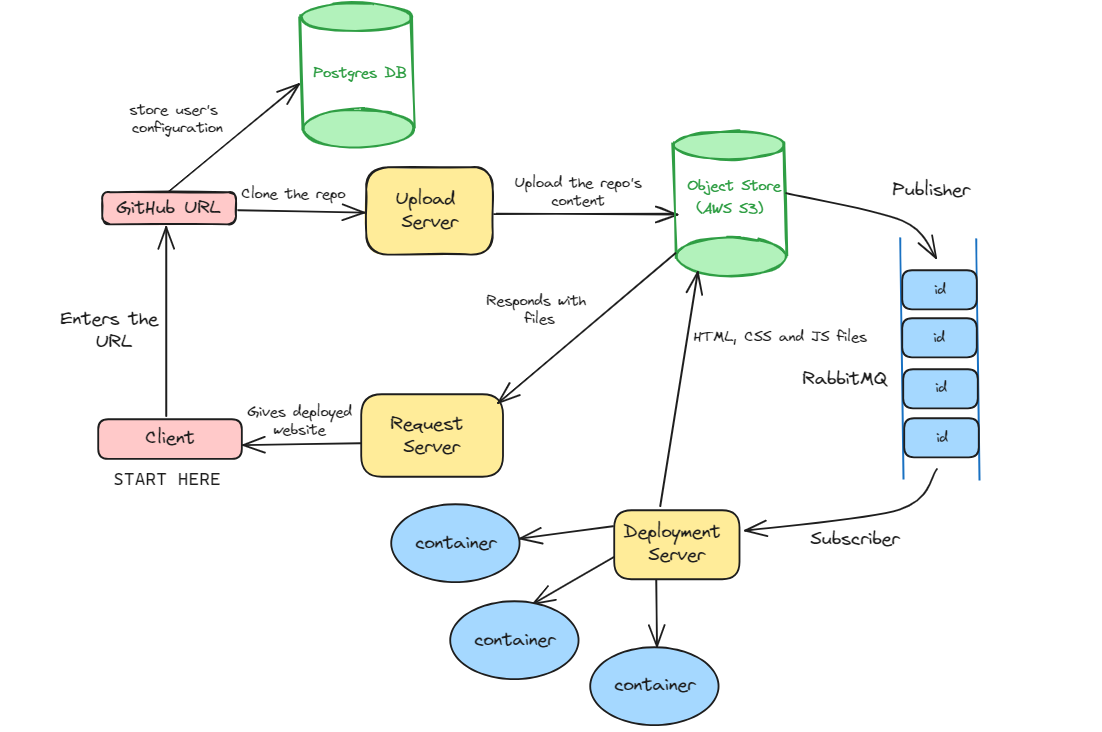 Postgres DB
store user's
configuration
GitHub URL
Clone the repo
Upload
Server
Upload the repo's
content
Object Store
(AWS S3)
Publisher
id
id
id
id
RabbitMQ
Enters the
URL
Responds with
files
HTML, CSS and JS files
Client
START HERE
Gives deployed
website
Request
Server
Subscriber
Deployment
Server
container
container
container